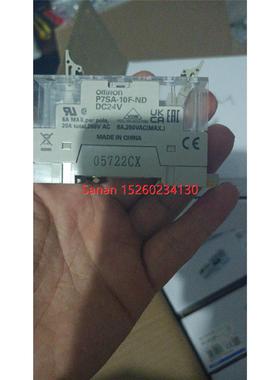 omron
P7SA-10F-ND
DC24V
6A MAX.per pole,
20A total,250V AC
6A,250VAC(MAX.)
UK
CA
EAC
MADE IN CHINA
05722CX
Sanan 15260234130